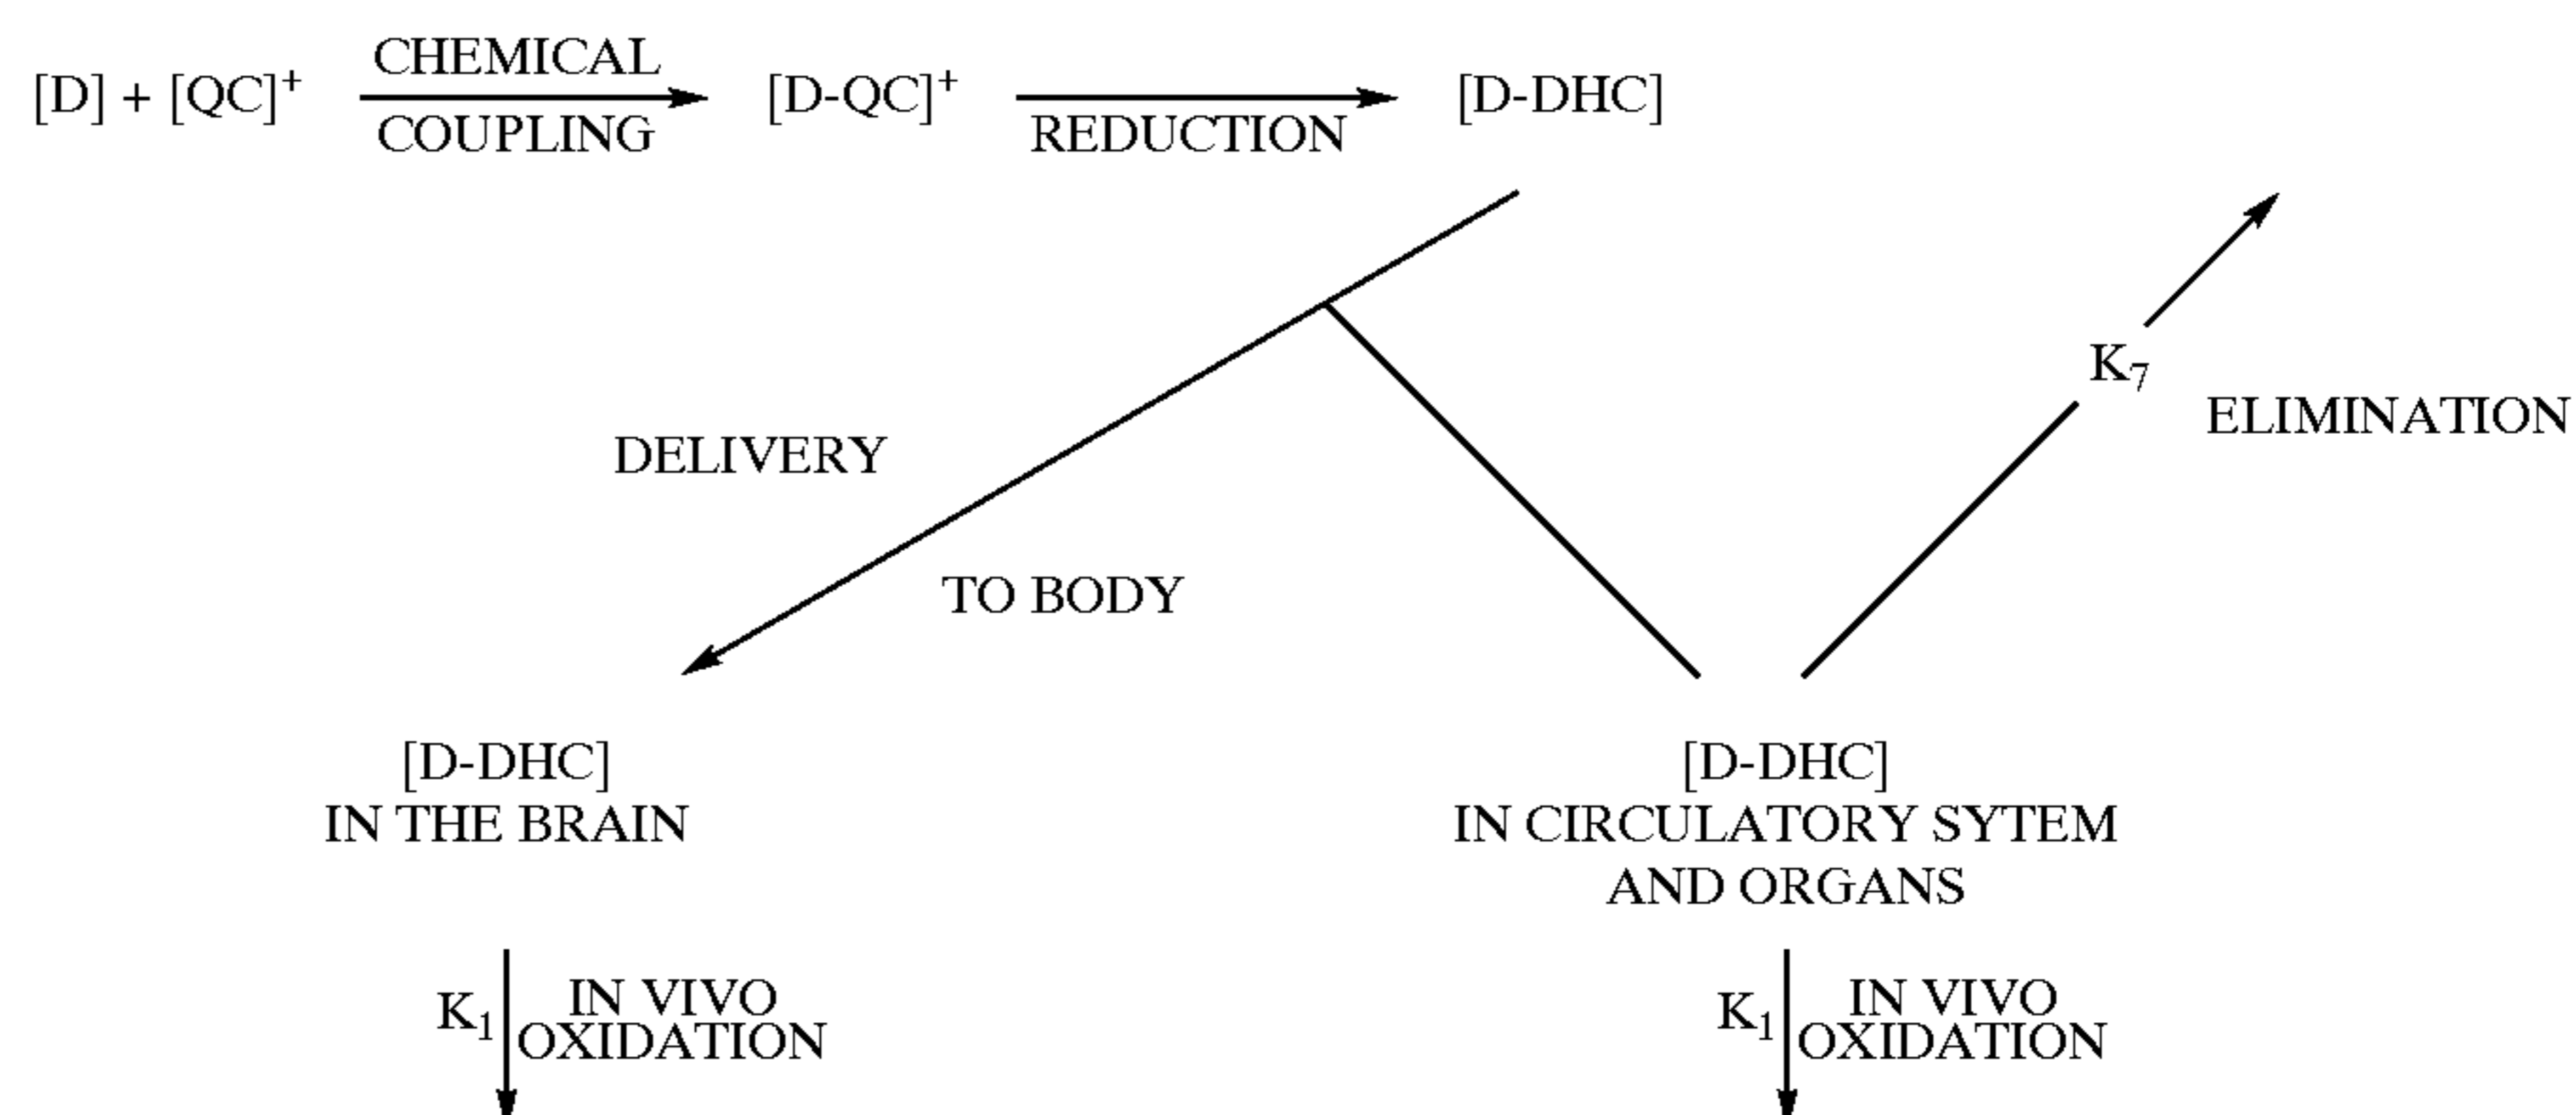 [D] + [QC]⁺ CHEMICAL COUPLING [D-QC]⁺ REDUCTION [D-DHC]
K₇
ELIMINATION
DELIVERY
TO BODY
[D-DHC]
IN THE BRAIN
[D-DHC]
IN CIRCULATORY SYTEM
AND ORGANS
K₁
IN VIVO
OXIDATION
K₁
IN VIVO
OXIDATION